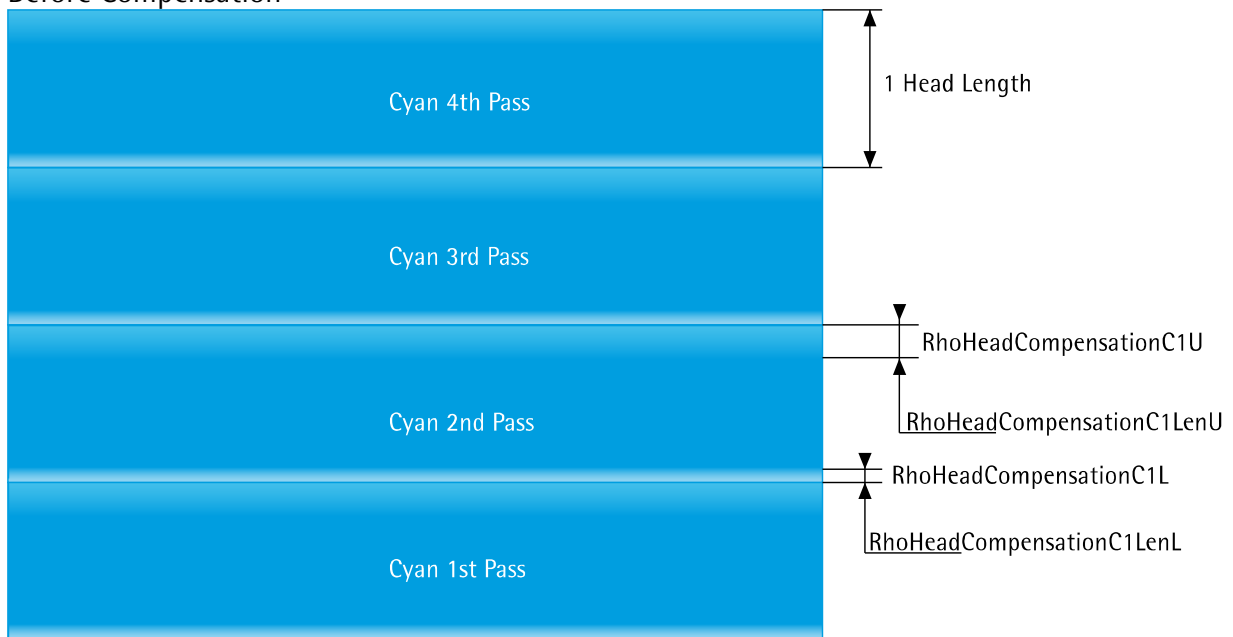 Before Compensation
1 Head Length
Cyan 4th Pass
Cyan 3rd Pass
RhoHeadCompensationC1U
Cyan 2nd Pass
RhoHeadCompensationC1LenU
RhoHeadCompensationC1L
RhoHeadCompensationC1LenL
Cyan 1st Pass